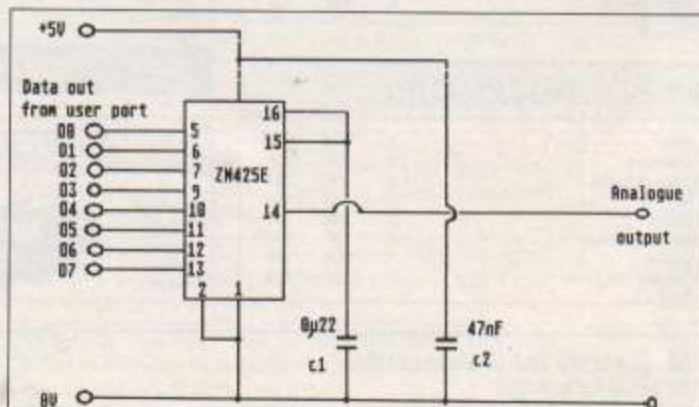 +5V
Data out
from user port
D0
D1
D2
D3
D4
D5
D6
D7
5
6
7
9
10
11
12
13
2 1
ZN425E
16
15
14
Analogue
output
0μ22
c1
47nF
c2
0V